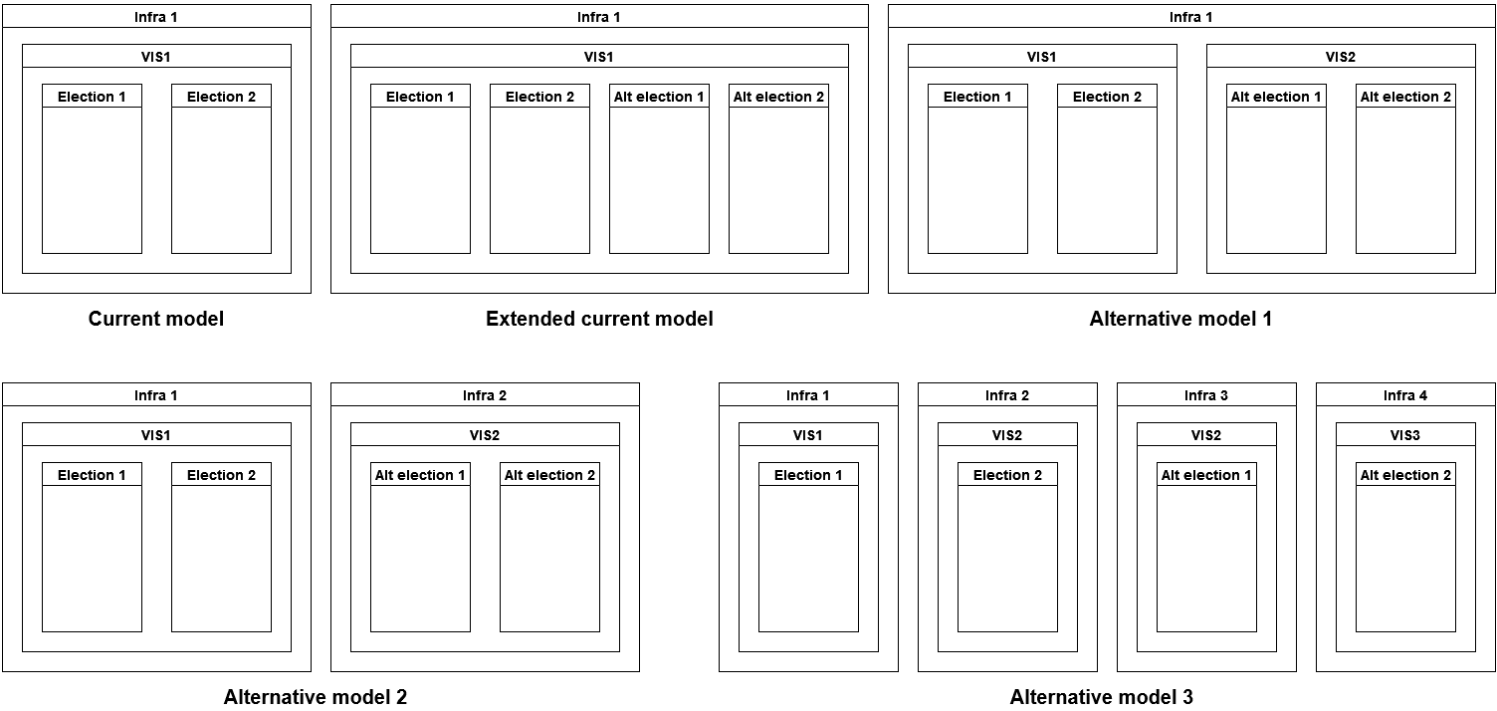 Infra 1 Infra 1 Infra 1
VIS1 VIS1 VIS1 VIS2
Election 1 Election 2 Election 1 Election 2 Alt election 1 Alt election 2 Election 1 Election 2 Alt election 1 Alt election 2
Current model Extended current model Alternative model 1
Infra 1 Infra 2 Infra 1 Infra 2 Infra 3 Infra 4
VIS1 VIS2 VIS1 VIS2 VIS2 VIS3
Election 1 Election 2 Alt election 1 Alt election 2 Election 1 Election 2 Alt election 1 Alt election 2
Alternative model 2 Alternative model 3